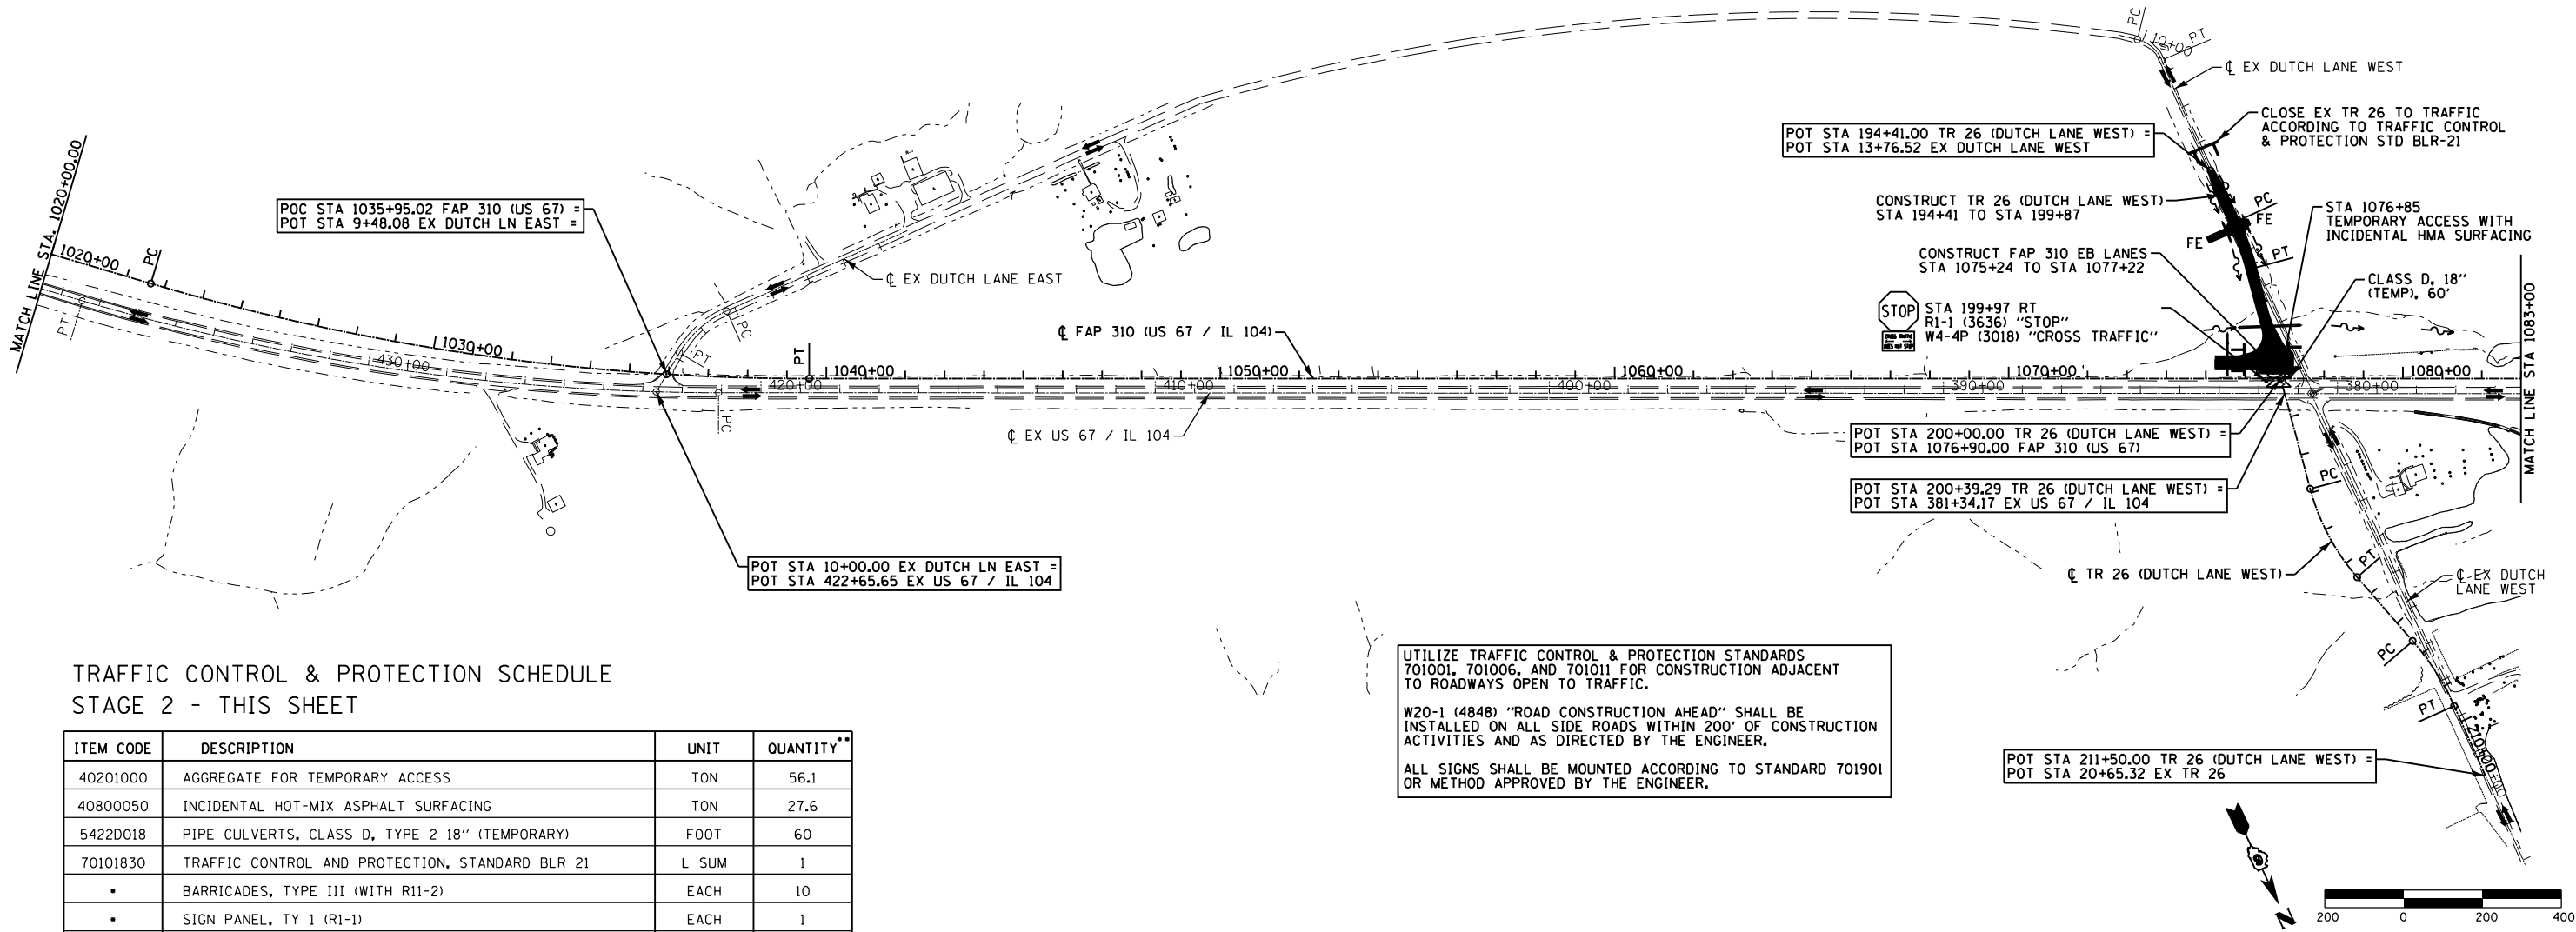 MATCH LINE STA. 1020+00.00
1020+00
PC
PT
430+00
1030+00
POC STA 1035+95.02 FAP 310 (US 67) =
POT STA 9+48.08 EX DUTCH LN EAST =
PC
PT
PC
PT
420+00
1040+00
℄ EX DUTCH LANE EAST
℄ FAP 310 (US 67 / IL 104)
410+00
1050+00
℄ EX US 67 / IL 104
400+00
1060+00
390+00
1070+00
380+00
1080+00
MATCH LINE STA 1083+00
POT STA 10+00.00 EX DUTCH LN EAST =
POT STA 422+65.65 EX US 67 / IL 104
PC
10+00
PT
℄ EX DUTCH LANE WEST
CLOSE EX TR 26 TO TRAFFIC
ACCORDING TO TRAFFIC CONTROL
& PROTECTION STD BLR-21
POT STA 194+41.00 TR 26 (DUTCH LANE WEST) =
POT STA 13+76.52 EX DUTCH LANE WEST
CONSTRUCT TR 26 (DUTCH LANE WEST)
STA 194+41 TO STA 199+87
PC
FE
FE
PT
STA 1076+85
TEMPORARY ACCESS WITH
INCIDENTAL HMA SURFACING
CONSTRUCT FAP 310 EB LANES
STA 1075+24 TO STA 1077+22
CLASS D, 18"
(TEMP), 60'
STOP
STA 199+97 RT
R1-1 (3636) "STOP"
W4-4P (3018) "CROSS TRAFFIC"
POT STA 200+00.00 TR 26 (DUTCH LANE WEST) =
POT STA 1076+90.00 FAP 310 (US 67)
POT STA 200+39.29 TR 26 (DUTCH LANE WEST) =
POT STA 381+34.17 EX US 67 / IL 104
PC
PT
℄ TR 26 (DUTCH LANE WEST)
℄ EX DUTCH
LANE WEST
PC
PT
210+00
POT STA 211+50.00 TR 26 (DUTCH LANE WEST) =
POT STA 20+65.32 EX TR 26
UTILIZE TRAFFIC CONTROL & PROTECTION STANDARDS
701001, 701006, AND 701011 FOR CONSTRUCTION ADJACENT
TO ROADWAYS OPEN TO TRAFFIC.
W20-1 (4848) "ROAD CONSTRUCTION AHEAD" SHALL BE
INSTALLED ON ALL SIDE ROADS WITHIN 200' OF CONSTRUCTION
ACTIVITIES AND AS DIRECTED BY THE ENGINEER.
ALL SIGNS SHALL BE MOUNTED ACCORDING TO STANDARD 701901
OR METHOD APPROVED BY THE ENGINEER.
TRAFFIC CONTROL & PROTECTION SCHEDULE
STAGE 2 - THIS SHEET
ITEM CODE DESCRIPTION UNIT QUANTITY**
40201000 AGGREGATE FOR TEMPORARY ACCESS TON 56.1
40800050 INCIDENTAL HOT-MIX ASPHALT SURFACING TON 27.6
5422D018 PIPE CULVERTS, CLASS D, TYPE 2 18" (TEMPORARY) FOOT 60
70101830 TRAFFIC CONTROL AND PROTECTION, STANDARD BLR 21 L SUM 1
* BARRICADES, TYPE III (WITH R11-2) EACH 10
* SIGN PANEL, TY 1 (R1-1) EACH 1
N
200 0 200 400